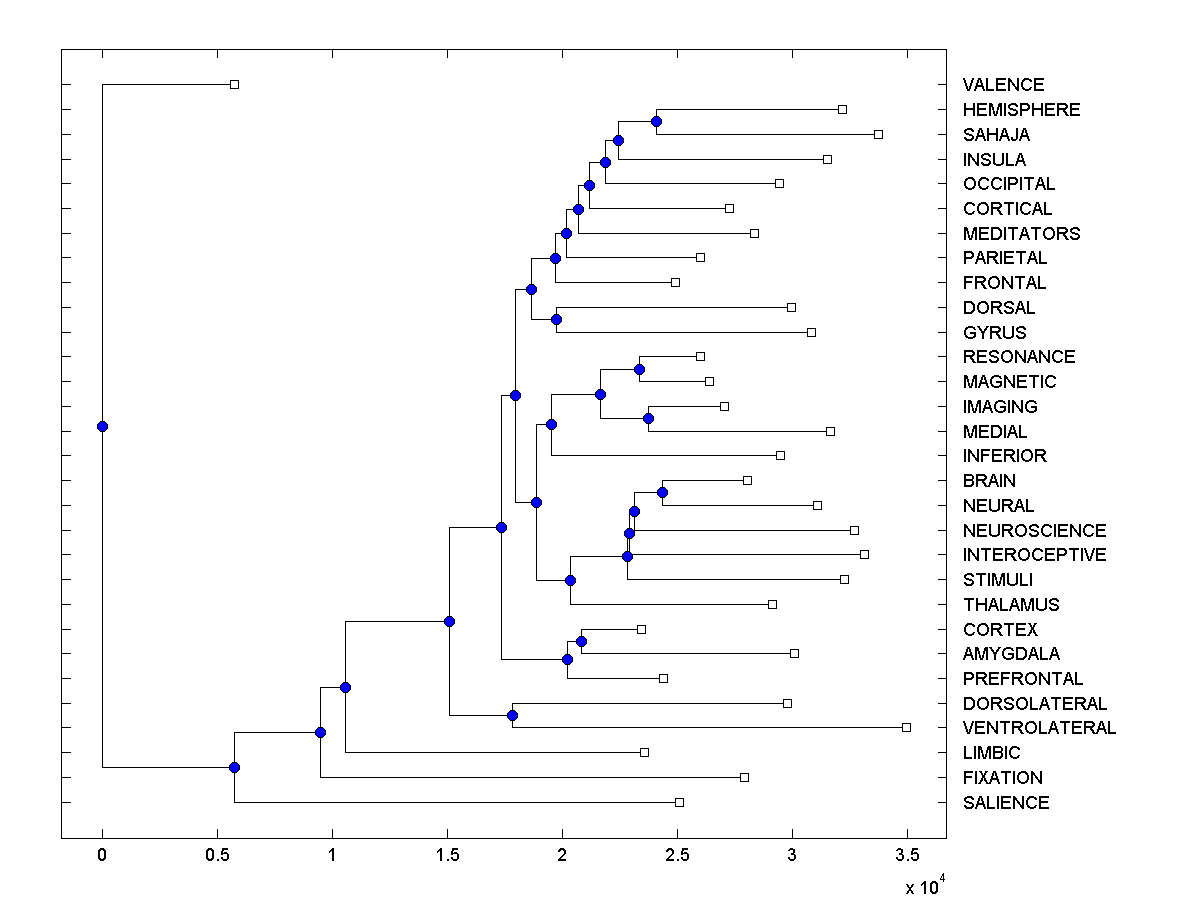 VALENCE
HEMISPHERE
SAHAJA
INSULA
OCCIPITAL
CORTICAL
MEDITATORS
PARIETAL
FRONTAL
DORSAL
GYRUS
RESONANCE
MAGNETIC
IMAGING
MEDIAL
INFERIOR
BRAIN
NEURAL
NEUROSCIENCE
INTEROCEPTIVE
STIMULI
THALAMUS
CORTEX
AMYGDALA
PREFRONTAL
DORSOLATERAL
VENTROLATERAL
LIMBIC
FIXATION
SALIENCE
0 0.5 1 1.5 2 2.5 3 3.5
x 10^4